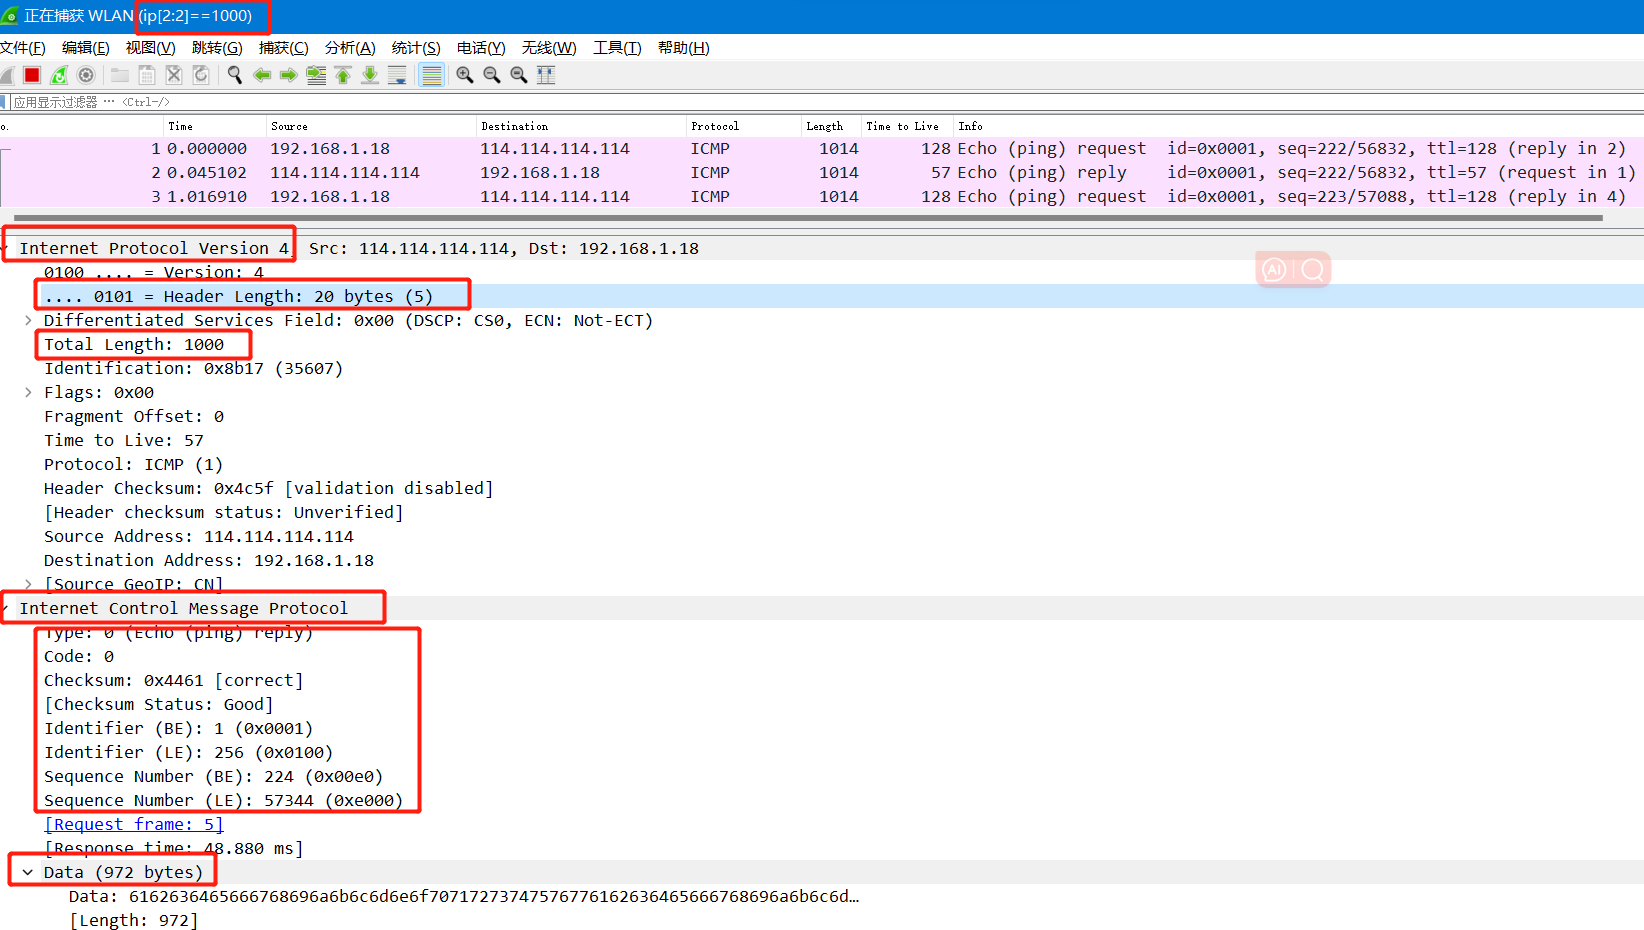 正在捕获 WLAN (ip[2:2]==1000)
文件(F) 编辑(E) 视图(V) 跳转(G) 捕获(C) 分析(A) 统计(S) 电话(Y) 无线(W) 工具(T) 帮助(H)
应用显示过滤器 … <Ctrl-/>
o. Time Source Destination Protocol Length Time to Live Info
1 0.000000 192.168.1.18 114.114.114.114 ICMP 1014 128 Echo (ping) request id=0x0001, seq=222/56832, ttl=128 (reply in 2)
2 0.045102 114.114.114.114 192.168.1.18 ICMP 1014 57 Echo (ping) reply id=0x0001, seq=222/56832, ttl=57 (request in 1)
3 1.016910 192.168.1.18 114.114.114.114 ICMP 1014 128 Echo (ping) request id=0x0001, seq=223/57088, ttl=128 (reply in 4)
Internet Protocol Version 4, Src: 114.114.114.114, Dst: 192.168.1.18
0100 .... = Version: 4
.... 0101 = Header Length: 20 bytes (5)
Differentiated Services Field: 0x00 (DSCP: CS0, ECN: Not-ECT)
Total Length: 1000
Identification: 0x8b17 (35607)
Flags: 0x00
Fragment Offset: 0
Time to Live: 57
Protocol: ICMP (1)
Header Checksum: 0x4c5f [validation disabled]
[Header checksum status: Unverified]
Source Address: 114.114.114.114
Destination Address: 192.168.1.18
[Source GeoIP: CN]
Internet Control Message Protocol
Type: 0 (Echo (ping) reply)
Code: 0
Checksum: 0x4461 [correct]
[Checksum Status: Good]
Identifier (BE): 1 (0x0001)
Identifier (LE): 256 (0x0100)
Sequence Number (BE): 224 (0x00e0)
Sequence Number (LE): 57344 (0xe000)
[Request frame: 5]
[Response time: 48.880 ms]
Data (972 bytes)
Data: 6162636465666768696a6b6c6d6e6f7071727374757677616263646566676869​6a6b6c6d…
[Length: 972]
AI